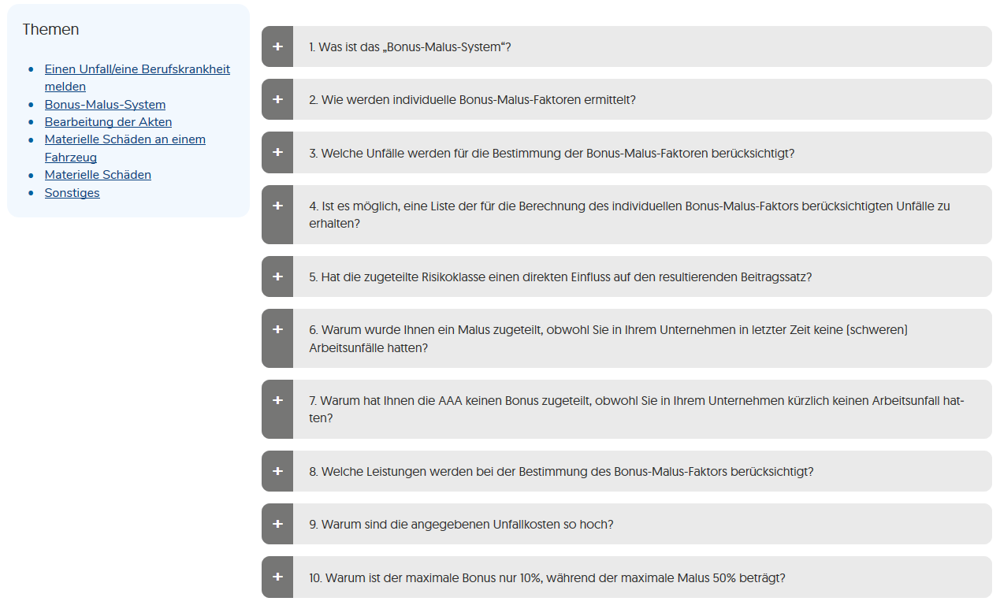 Themen
Einen Unfall/eine Berufskrankheit
melden
Bonus-Malus-System
Bearbeitung der Akten
Materielle Schäden an einem
Fahrzeug
Materielle Schäden
Sonstiges
1. Was ist das „Bonus-Malus-System“?
2. Wie werden individuelle Bonus-Malus-Faktoren ermittelt?
3. Welche Unfälle werden für die Bestimmung der Bonus-Malus-Faktoren berücksichtigt?
4. Ist es möglich, eine Liste der für die Berechnung des individuellen Bonus-Malus-Faktors berücksichtigten Unfälle zu
erhalten?
5. Hat die zugeteilte Risikoklasse einen direkten Einfluss auf den resultierenden Beitragssatz?
6. Warum wurde Ihnen ein Malus zugeteilt, obwohl Sie in Ihrem Unternehmen in letzter Zeit keine (schweren)
Arbeitsunfälle hatten?
7. Warum hat Ihnen die AAA keinen Bonus zugeteilt, obwohl Sie in Ihrem Unternehmen kürzlich keinen Arbeitsunfall hat-
ten?
8. Welche Leistungen werden bei der Bestimmung des Bonus-Malus-Faktors berücksichtigt?
9. Warum sind die angegebenen Unfallkosten so hoch?
10. Warum ist der maximale Bonus nur 10%, während der maximale Malus 50% beträgt?